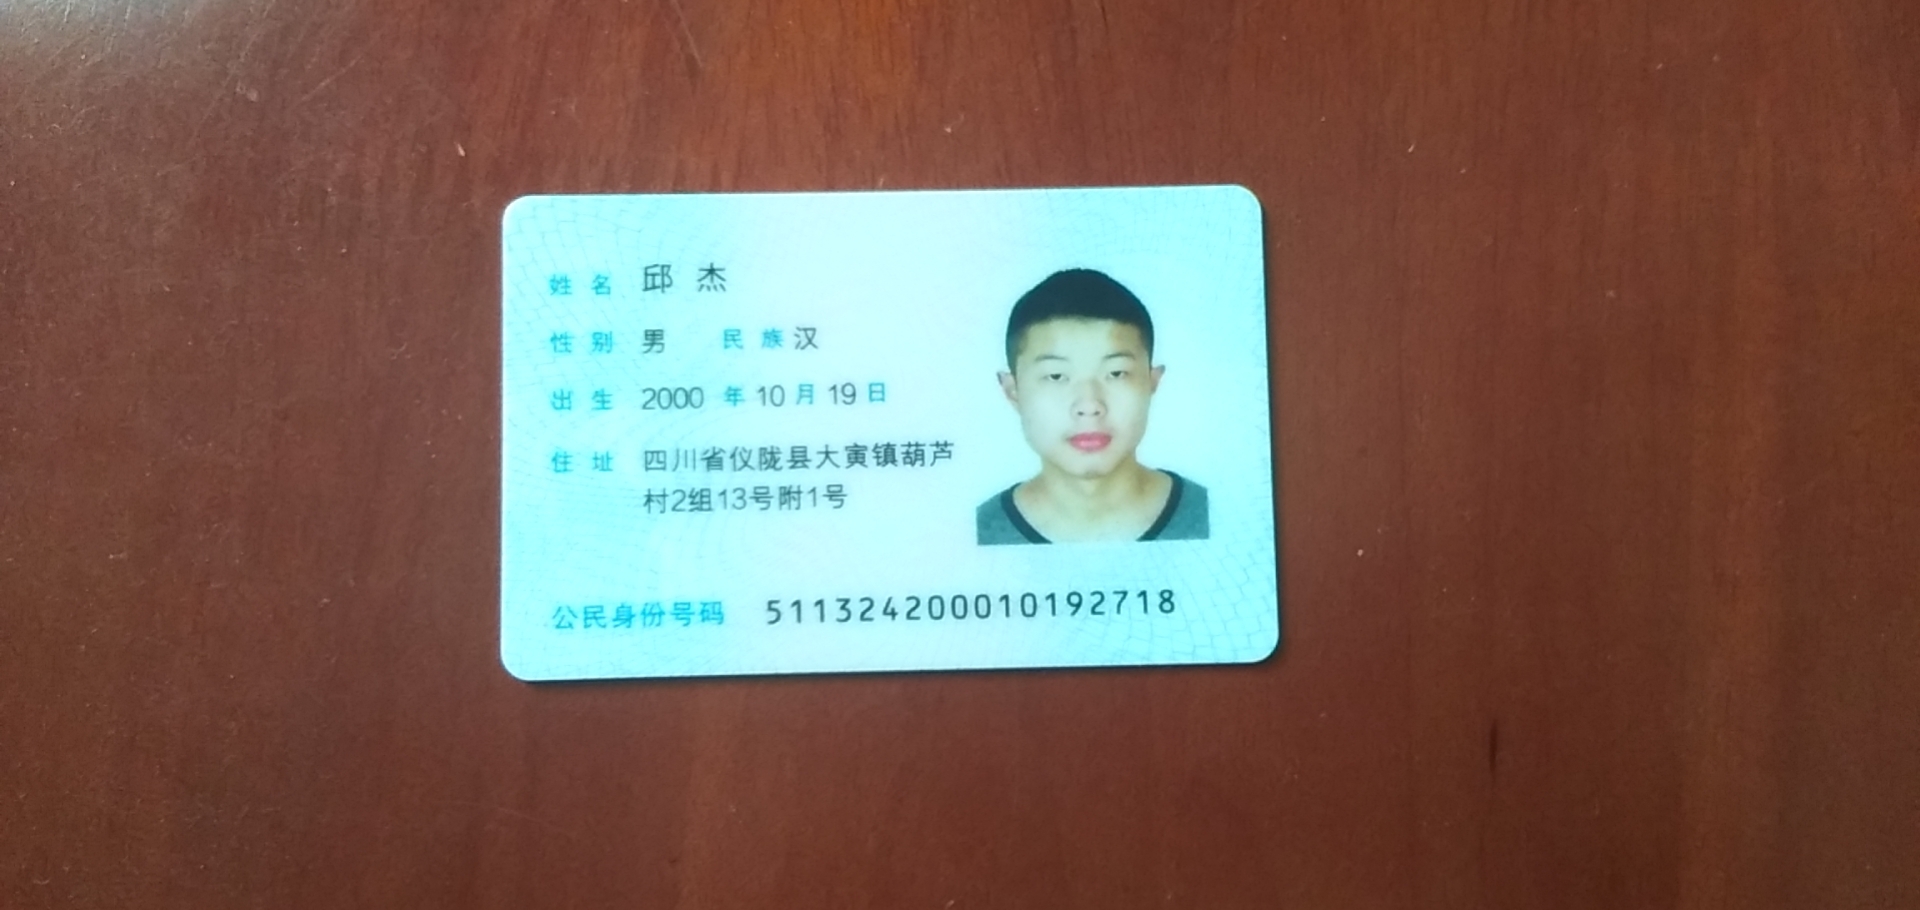 姓名 邱杰
性别 男 民族 汉
出生 2000 年 10 月 19 日
住址 四川省仪陇县大寅镇葫芦
村2组13号附1号
公民身份号码 511324200010192718